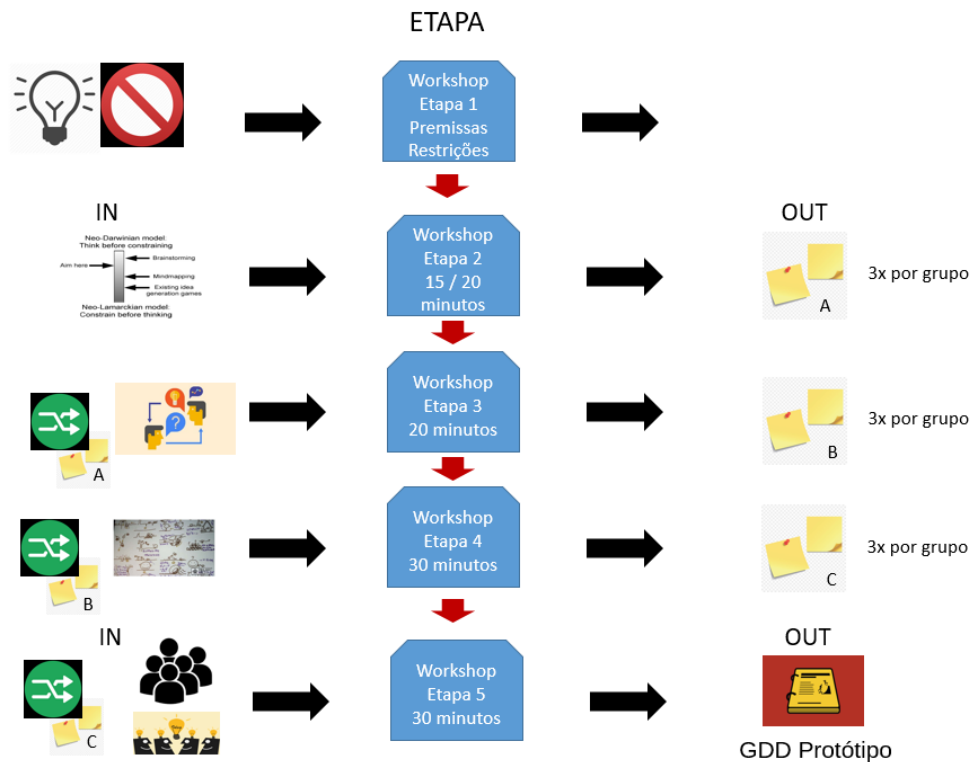 ETAPA
Workshop
Etapa 1
Premissas
Restrições
IN
OUT
Neo-Darwinian model:
Think before constraining
Brainstorming
Aim here
Mindmapping
Existing idea
generation games
Neo-Lamarckian model:
Constrain before thinking
Workshop
Etapa 2
15 / 20
minutos
A
3x por grupo
A
Workshop
Etapa 3
20 minutos
B
3x por grupo
B
Workshop
Etapa 4
30 minutos
C
3x por grupo
IN
OUT
C
Workshop
Etapa 5
30 minutos
GDD Protótipo